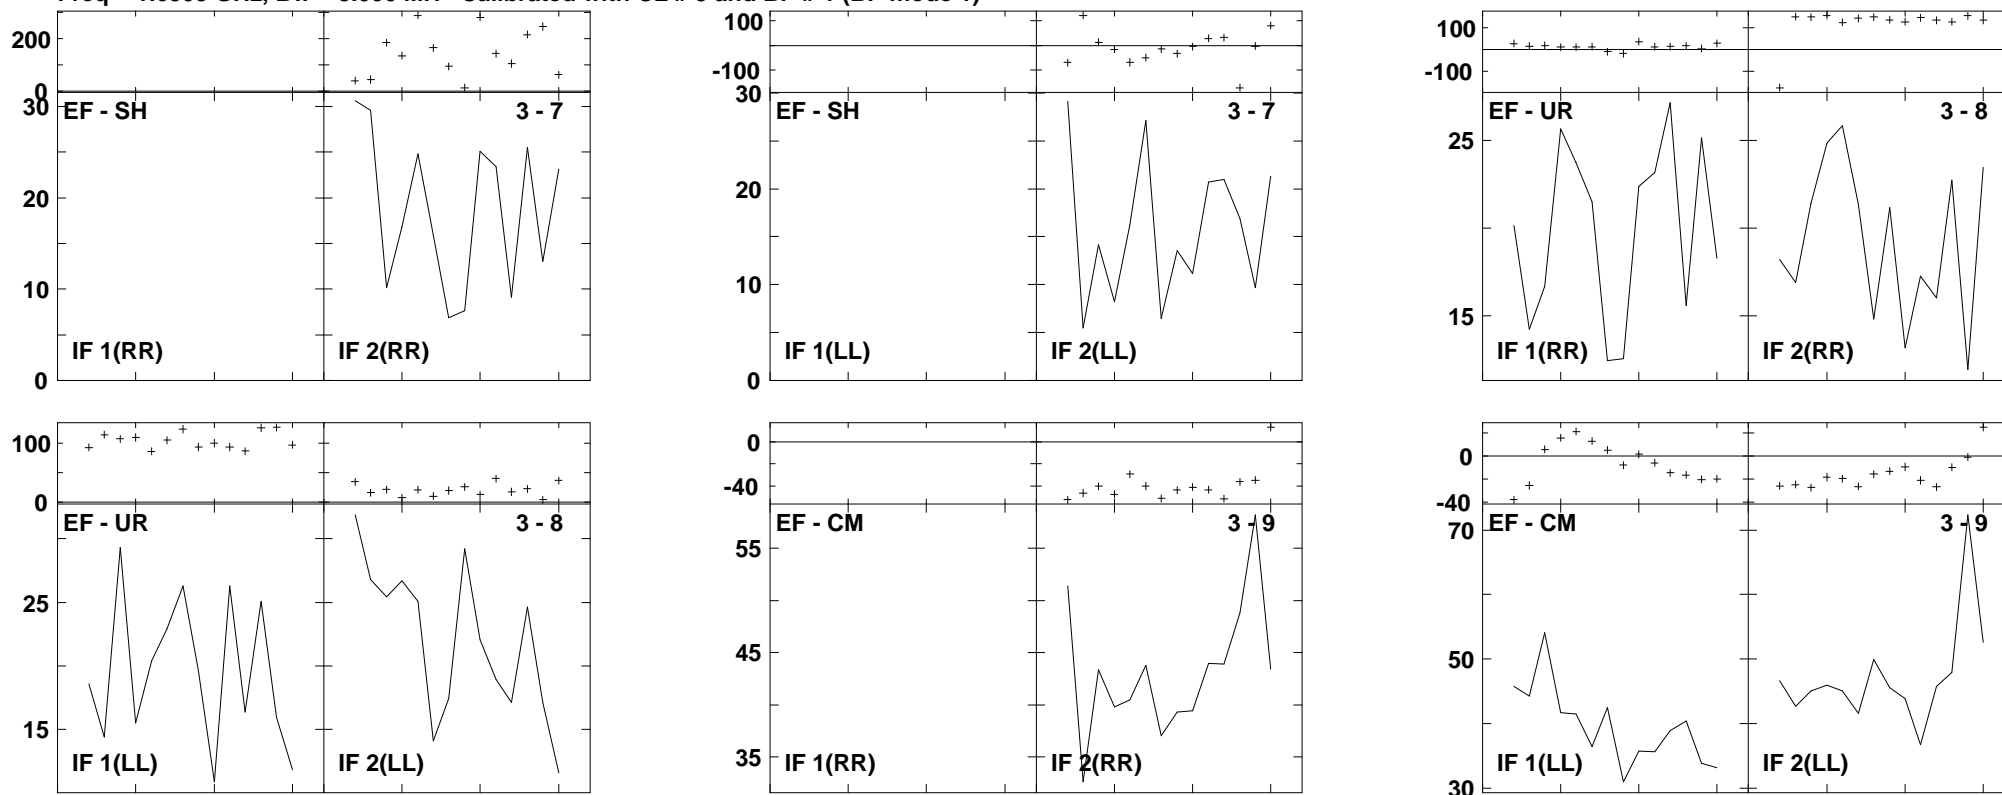 200
0
30
20
10
0
EF - SH
3 - 7
IF 1(RR)
IF 2(RR)
100
-100
30
20
10
0
EF - SH
3 - 7
IF 1(LL)
IF 2(LL)
100
-100
25
15
EF - UR
3 - 8
IF 1(RR)
IF 2(RR)
100
0
25
15
EF - UR
3 - 8
IF 1(LL)
IF 2(LL)
0
-40
55
45
35
EF - CM
3 - 9
IF 1(RR)
IF 2(RR)
0
-40
70
50
30
EF - CM
3 - 9
IF 1(LL)
IF 2(LL)